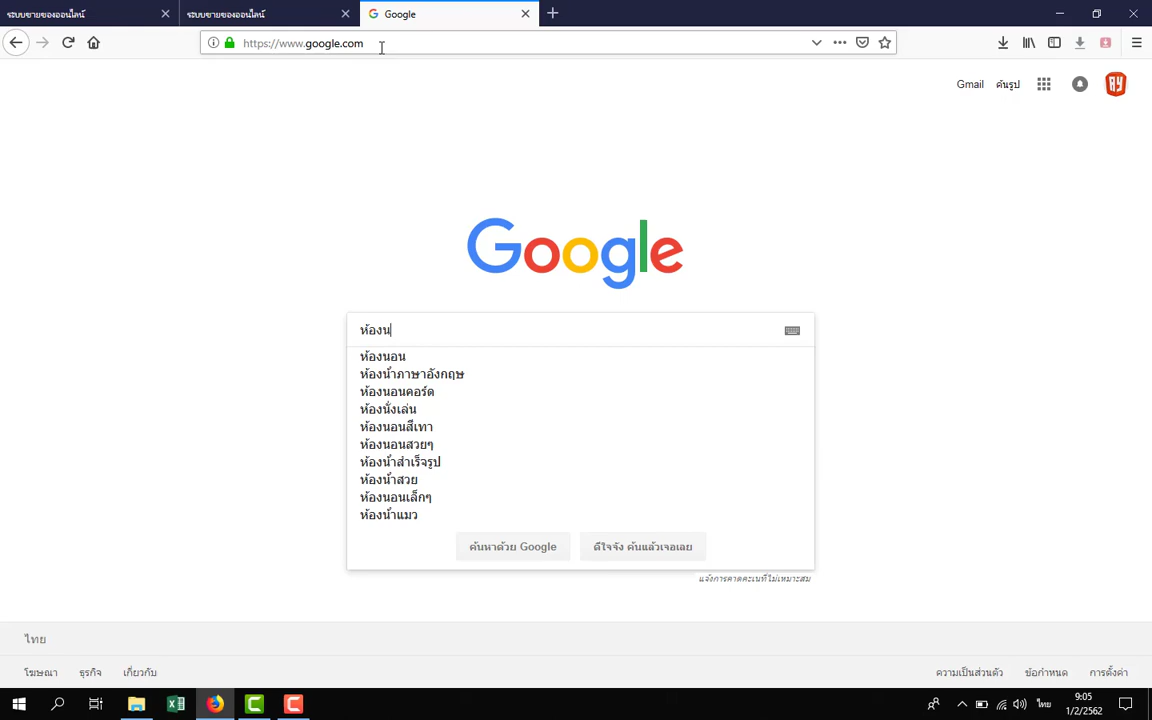 ระบบขายของออนไลน์
ระบบขายของออนไลน์
Google
https://www.google.com
Gmail
ค้นรูป
Google
ห้องน
ห้องนอน
ห้องน้ําภาษาอังกฤษ
ห้องนอนคอร์ด
ห้องนั่งเล่น
ห้องนอนสีเทา
ห้องนอนสวยๆ
ห้องน้ําสําเร็จรูป
ห้องน้ําสวย
ห้องนอนเล็กๆ
ห้องน้ําแมว
ค้นหาด้วย Google
ดีใจจัง ค้นแล้วเจอเลย
แจ้งการคาดคะเนที่ไม่เหมาะสม
ไทย
โฆษณา
ธุรกิจ
เกี่ยวกับ
ความเป็นส่วนตัว
ข้อกำหนด
การตั้งค่า
ไทย
9:05
1/2/2562